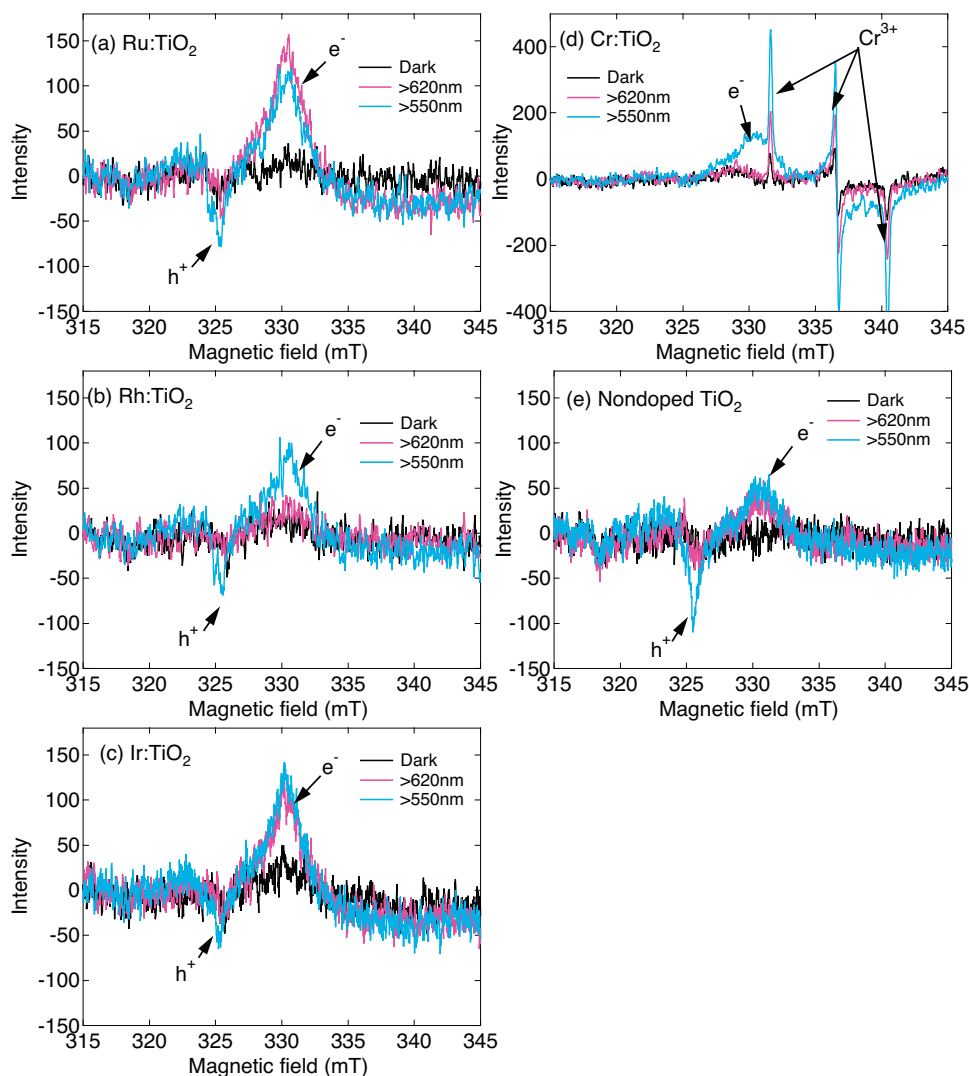 (a) Ru:TiO₂
e⁻
Dark
>620nm
>550nm
h⁺
150
100
50
0
-50
-100
-150
Intensity
315 320 325 330 335 340 345
Magnetic field (mT)
(d) Cr:TiO₂
Cr³⁺
Dark
>620nm
>550nm
e⁻
400
200
0
-200
-400
Intensity
315 320 325 330 335 340 345
Magnetic field (mT)
(b) Rh:TiO₂
e⁻
Dark
>620nm
>550nm
h⁺
150
100
50
0
-50
-100
-150
Intensity
315 320 325 330 335 340 345
Magnetic field (mT)
(e) Nondoped TiO₂
e⁻
Dark
>620nm
>550nm
h⁺
150
100
50
0
-50
-100
-150
Intensity
315 320 325 330 335 340 345
Magnetic field (mT)
(c) Ir:TiO₂
e⁻
Dark
>620nm
>550nm
h⁺
150
100
50
0
-50
-100
-150
Intensity
315 320 325 330 335 340 345
Magnetic field (mT)